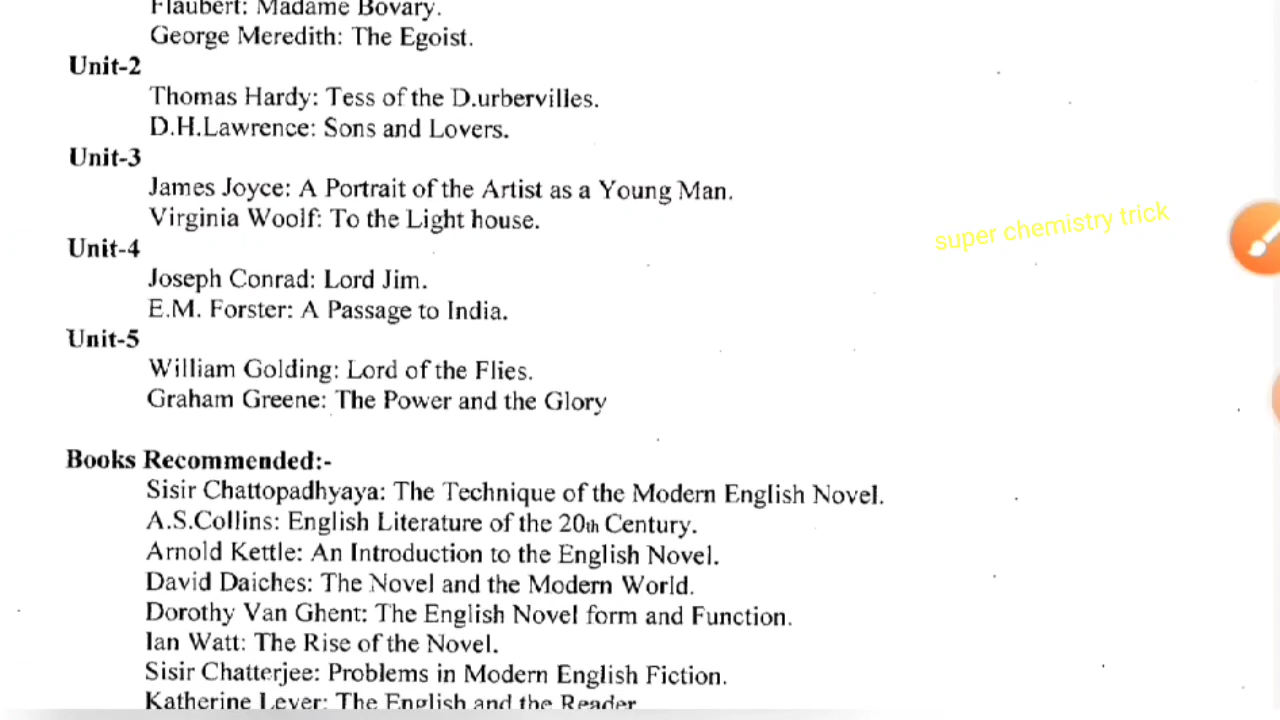 Flaubert: Madame Bovary.
George Meredith: The Egoist.
Unit-2
Thomas Hardy: Tess of the D.urbervilles.
D.H.Lawrence: Sons and Lovers.
Unit-3
James Joyce: A Portrait of the Artist as a Young Man.
Virginia Woolf: To the Light house.
super chemistry trick
Unit-4
Joseph Conrad: Lord Jim.
E.M. Forster: A Passage to India.
Unit-5
William Golding: Lord of the Flies.
Graham Greene: The Power and the Glory
Books Recommended:-
Sisir Chattopadhyaya: The Technique of the Modern English Novel.
A.S.Collins: English Literature of the 20th Century.
Arnold Kettle: An Introduction to the English Novel.
David Daiches: The Novel and the Modern World.
Dorothy Van Ghent: The English Novel form and Function.
Ian Watt: The Rise of the Novel.
Sisir Chatterjee: Problems in Modern English Fiction.
Katherine Lever: The English and the Reader